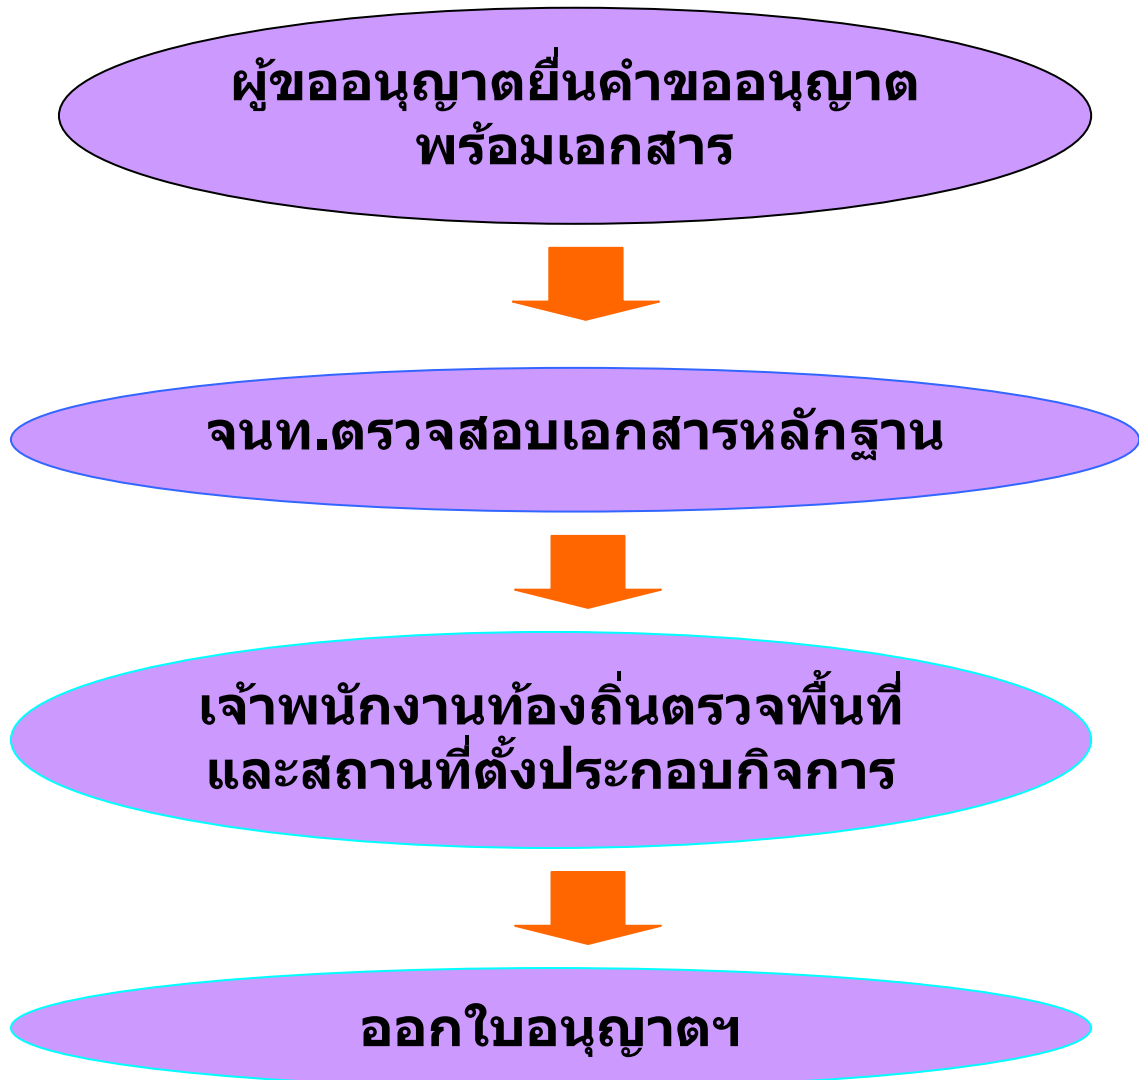 ผู้ขออนุญาตยื่นคำขออนุญาต
พร้อมเอกสาร
จนท.ตรวจสอบเอกสารหลักฐาน
เจ้าพนักงานท้องถิ่นตรวจพื้นที่
และสถานที่ตั้งประกอบกิจการ
ออกใบอนุญาตฯ